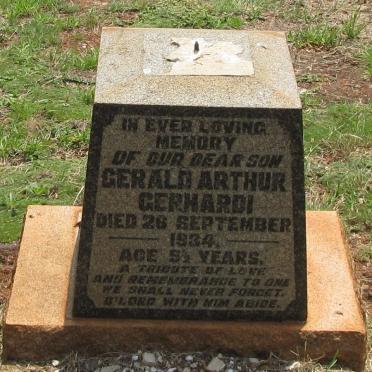 IN EVER LOVING
MEMORY
OF OUR DEAR SON
GERALD ARTHUR
GERHARDI
DIED 26 SEPTEMBER
1934.
AGE 5½ YEARS.
A TRIBUTE OF LOVE
AND REMEMBRANCE TO ONE
WE SHALL NEVER FORGET.
O'LORD WITH HIM ABIDE.